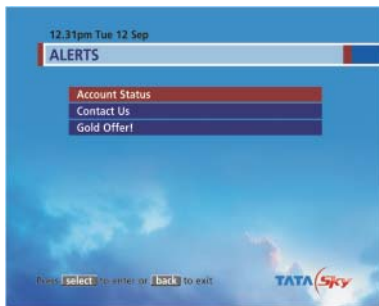 12.31pm Tue 12 Sep
ALERTS
Account Status
Contact Us
Gold Offer!
Press select to enter or back to exit
TATA Sky